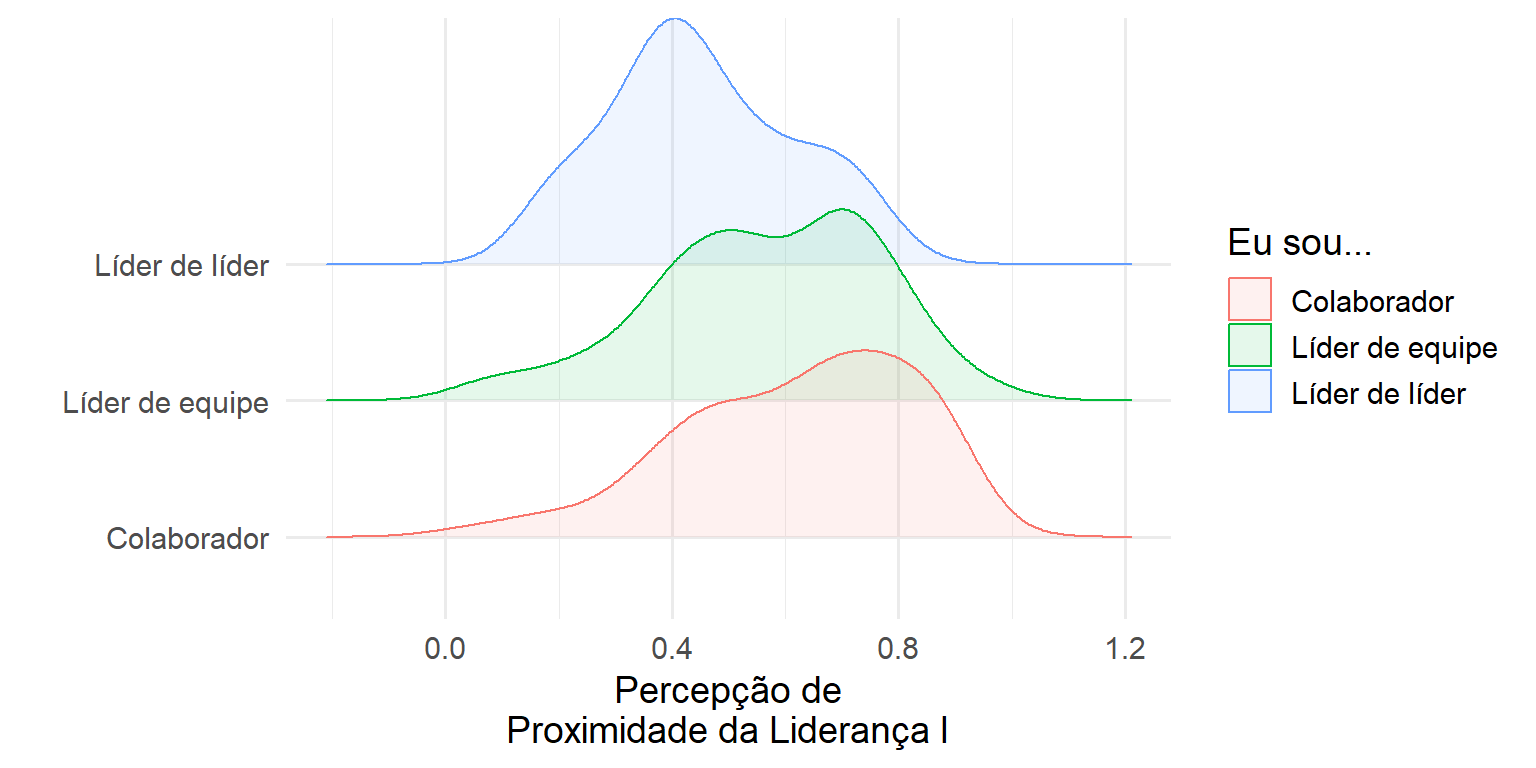 Líder de líder
Líder de equipe
Colaborador
0.0
0.4
0.8
1.2
Percepção de
Proximidade da Liderança I
Eu sou...
Colaborador
Líder de equipe
Líder de líder